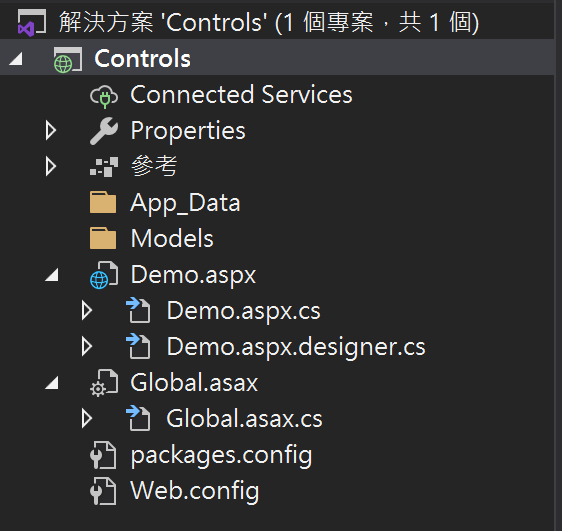 解決方案 'Controls' (1 個專案，共 1 個)
Controls
Connected Services
Properties
參考
App_Data
Models
Demo.aspx
Demo.aspx.cs
Demo.aspx.designer.cs
Global.asax
Global.asax.cs
packages.config
Web.config